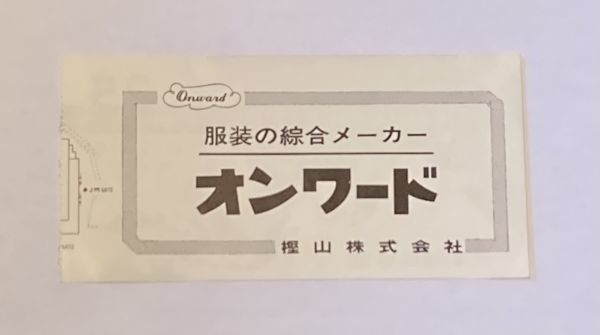 Onward
服装の綜合メーカー
オンワード
樫山株式会社